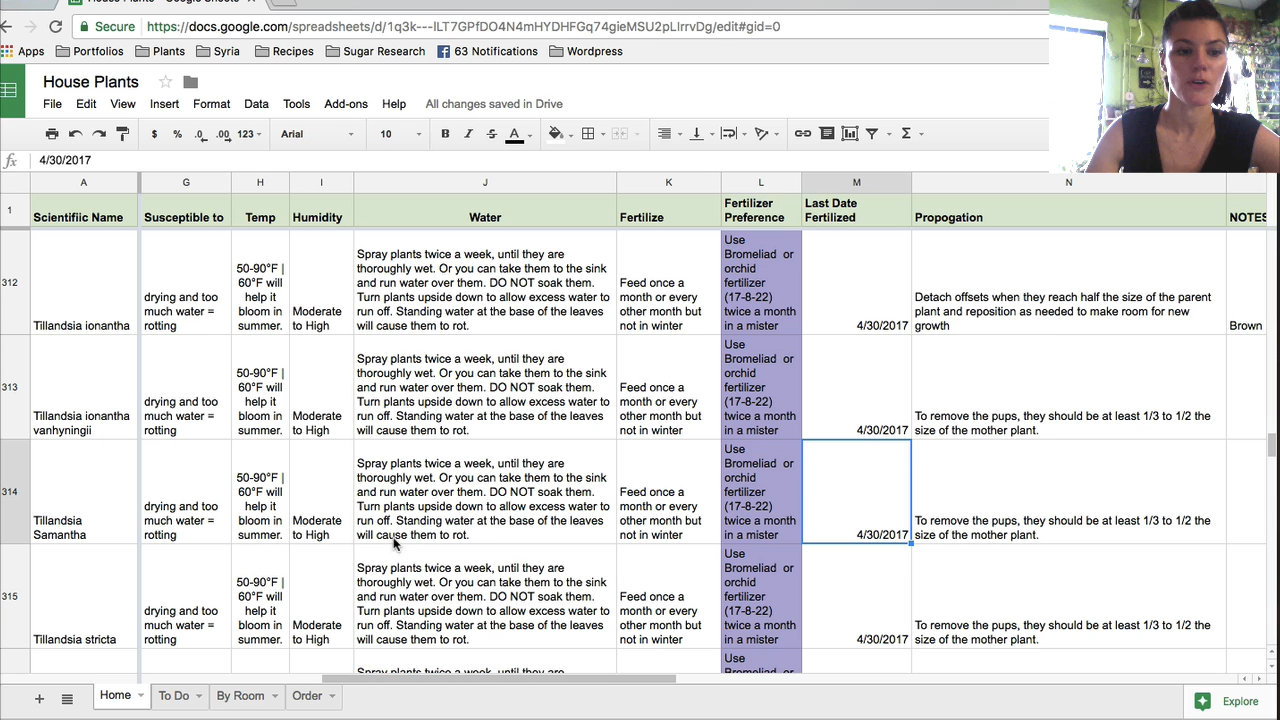 House Plants - Google Sheets
Secure https://docs.google.com/spreadsheets/d/1q3k---ILT7GPfDO4N4mHYDHFGq74gieMSU2pLlrrvDg/edit#gid=0
Apps Portfolios Plants Syria Recipes Sugar Research 63 Notifications Wordpress
House Plants
File Edit View Insert Format Data Tools Add-ons Help All changes saved in Drive
$ % .0 .00 123 Arial 10 B I S A
fx 4/30/2017
A G H I J K L M N
1 Scientifiic Name Susceptible to Temp Humidity Water Fertilize Fertilizer Preference Last Date Fertilized Propogation NOTES
312
Tillandsia ionantha
drying and too
much water =
rotting
50-90°F |
60°F will
help it
bloom in
summer.
Moderate
to High
Spray plants twice a week, until they are
thoroughly wet. Or you can take them to the sink
and run water over them. DO NOT soak them.
Turn plants upside down to allow excess water to
run off. Standing water at the base of the leaves
will cause them to rot.
Feed once a
month or every
other month but
not in winter
Use
Bromeliad or
orchid
fertilizer
(17-8-22)
twice a month
in a mister
4/30/2017
Detach offsets when they reach half the size of the parent
plant and reposition as needed to make room for new
growth
Brown
313
Tillandsia ionantha
vanhyningii
drying and too
much water =
rotting
50-90°F |
60°F will
help it
bloom in
summer.
Moderate
to High
Spray plants twice a week, until they are
thoroughly wet. Or you can take them to the sink
and run water over them. DO NOT soak them.
Turn plants upside down to allow excess water to
run off. Standing water at the base of the leaves
will cause them to rot.
Feed once a
month or every
other month but
not in winter
Use
Bromeliad or
orchid
fertilizer
(17-8-22)
twice a month
in a mister
4/30/2017
To remove the pups, they should be at least 1/3 to 1/2 the
size of the mother plant.
314
Tillandsia
Samantha
drying and too
much water =
rotting
50-90°F |
60°F will
help it
bloom in
summer.
Moderate
to High
Spray plants twice a week, until they are
thoroughly wet. Or you can take them to the sink
and run water over them. DO NOT soak them.
Turn plants upside down to allow excess water to
run off. Standing water at the base of the leaves
will cause them to rot.
Feed once a
month or every
other month but
not in winter
Use
Bromeliad or
orchid
fertilizer
(17-8-22)
twice a month
in a mister
4/30/2017
To remove the pups, they should be at least 1/3 to 1/2 the
size of the mother plant.
315
Tillandsia stricta
drying and too
much water =
rotting
50-90°F |
60°F will
help it
bloom in
summer.
Moderate
to High
Spray plants twice a week, until they are
thoroughly wet. Or you can take them to the sink
and run water over them. DO NOT soak them.
Turn plants upside down to allow excess water to
run off. Standing water at the base of the leaves
will cause them to rot.
Feed once a
month or every
other month but
not in winter
Use
Bromeliad or
orchid
fertilizer
(17-8-22)
twice a month
in a mister
4/30/2017
To remove the pups, they should be at least 1/3 to 1/2 the
size of the mother plant.
Spray plants twice a week, until they are
Use
Bromeliad or
Home To Do By Room Order
Explore